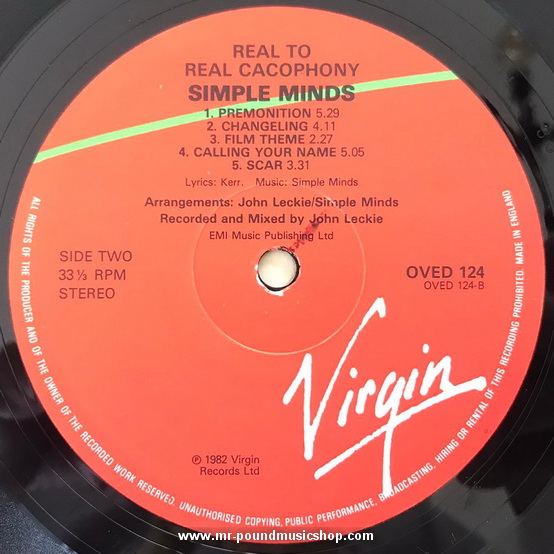 REAL TO
REAL CACOPHONY
SIMPLE MINDS
1. PREMONITION 5.29
2. CHANGELING 4.11
3. FILM THEME 2.27
4. CALLING YOUR NAME 5.05
5. SCAR 3.31
Lyrics: Kerr. Music: Simple Minds
Arrangements: John Leckie/Simple Minds
Recorded and Mixed by John Leckie
EMI Music Publishing Ltd
SIDE TWO
33⅓ RPM
STEREO
OVED 124
OVED 124-B
Virgin
℗ 1982 Virgin
Records Ltd
ALL RIGHTS OF THE PRODUCER AND OF THE OWNER OF THE RECORDED WORK RESERVED. UNAUTHORISED COPYING, PUBLIC PERFORMANCE, BROADCASTING, HIRING OR RENTAL OF THIS RECORDING PROHIBITED. MADE IN ENGLAND
www.mr-poundmusicshop.com